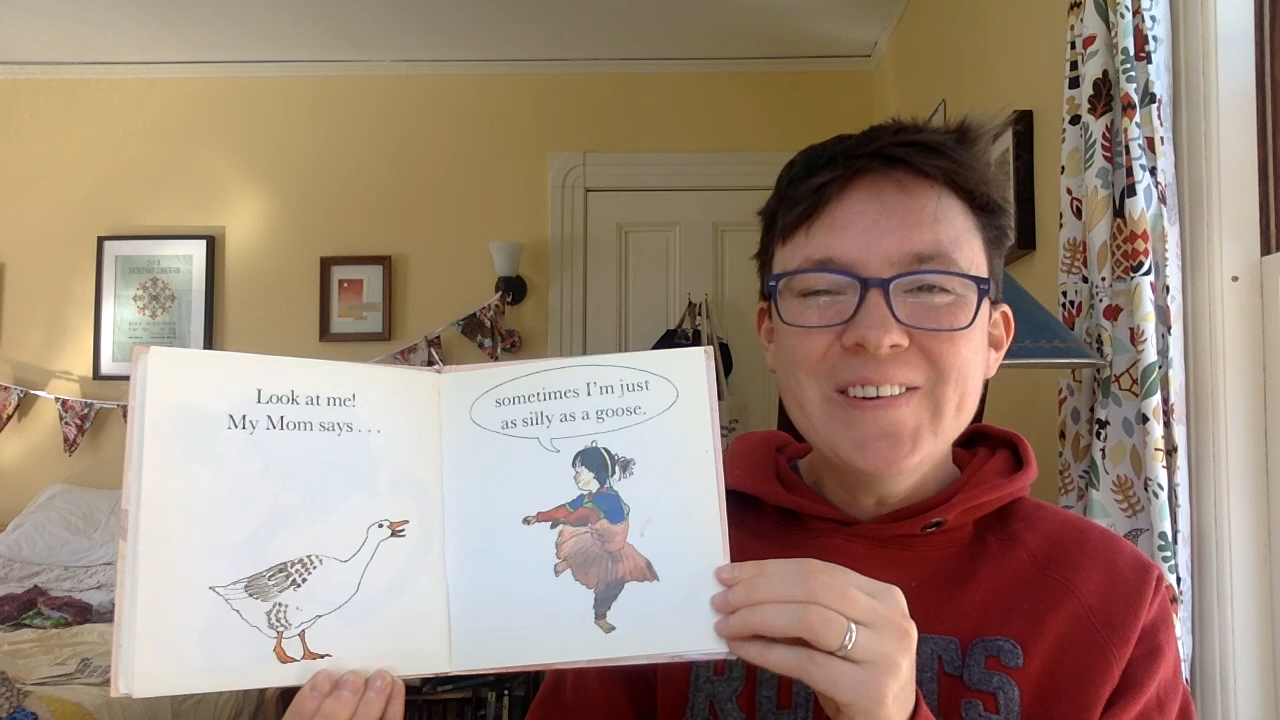 Look at me!
My Mom says . . .
sometimes I'm just
as silly as a goose.